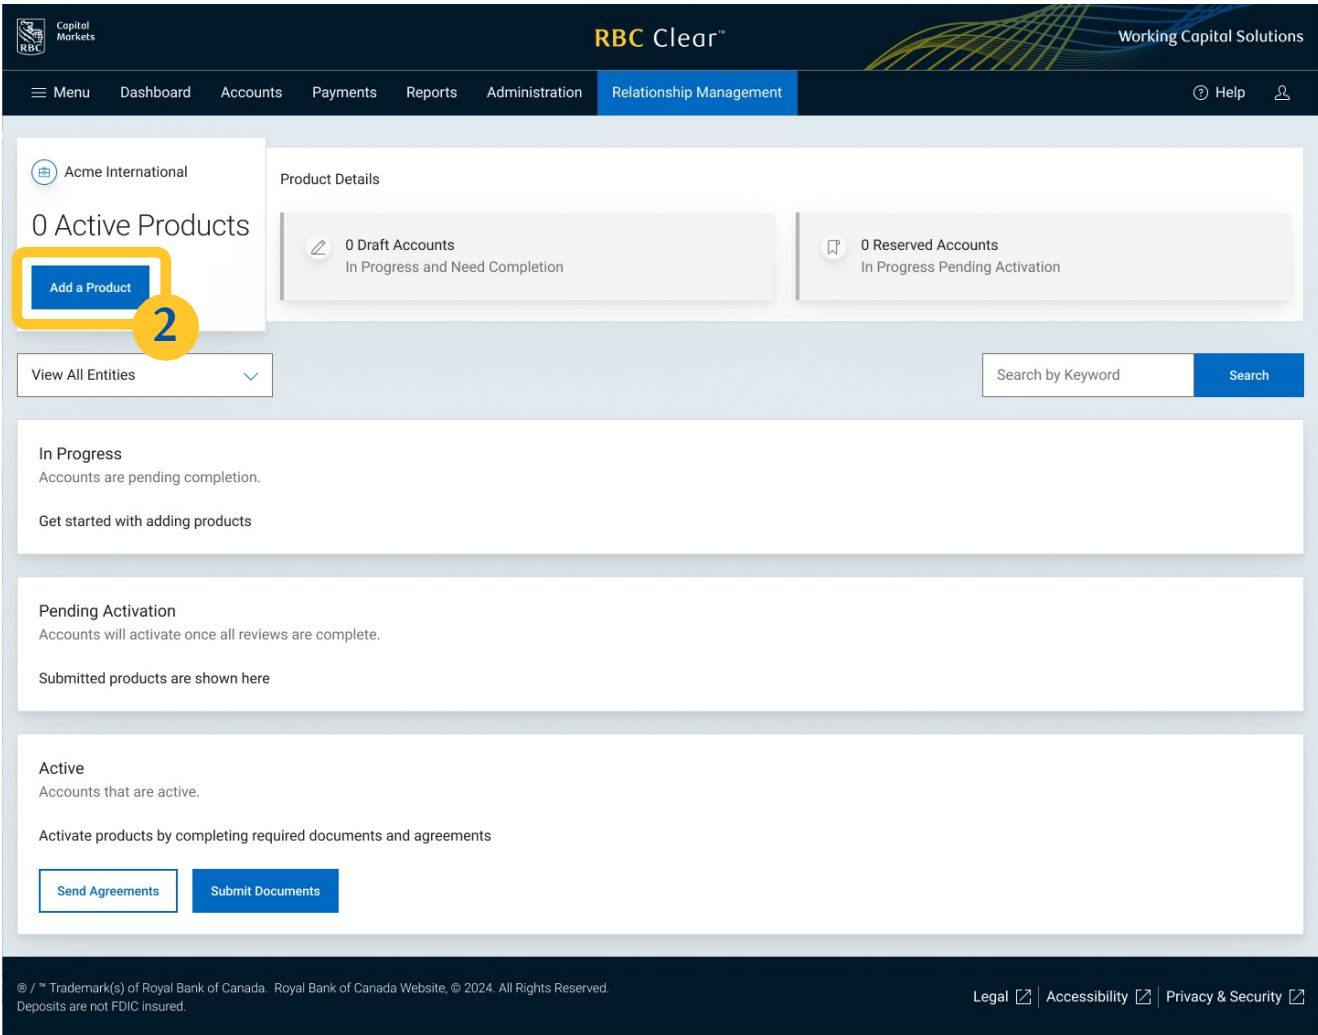 RBC
Capital
Markets
RBC Clear™
Working Capital Solutions
Menu Dashboard Accounts Payments Reports Administration Relationship Management Help
Acme International
0 Active Products
Add a Product
2
Product Details
0 Draft Accounts
In Progress and Need Completion
0 Reserved Accounts
In Progress Pending Activation
View All Entities
Search by Keyword Search
In Progress
Accounts are pending completion.
Get started with adding products
Pending Activation
Accounts will activate once all reviews are complete.
Submitted products are shown here
Active
Accounts that are active.
Activate products by completing required documents and agreements
Send Agreements Submit Documents
® / ™ Trademark(s) of Royal Bank of Canada. Royal Bank of Canada Website, © 2024. All Rights Reserved.
Deposits are not FDIC insured.
Legal | Accessibility | Privacy & Security